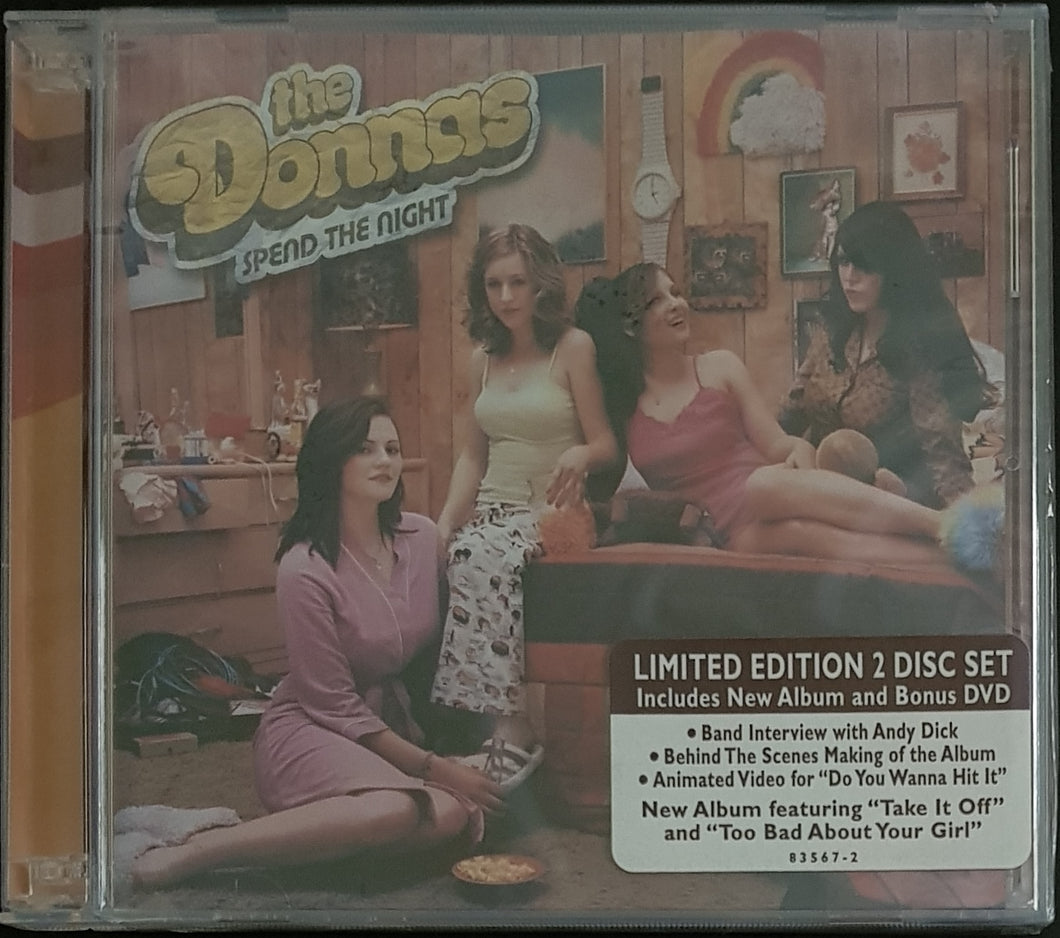 the
Donnas
SPEND THE NIGHT
LIMITED EDITION 2 DISC SET
Includes New Album and Bonus DVD
• Band Interview with Andy Dick
• Behind The Scenes Making of the Album
• Animated Video for “Do You Wanna Hit It”
New Album featuring “Take It Off”
and “Too Bad About Your Girl”
83567-2